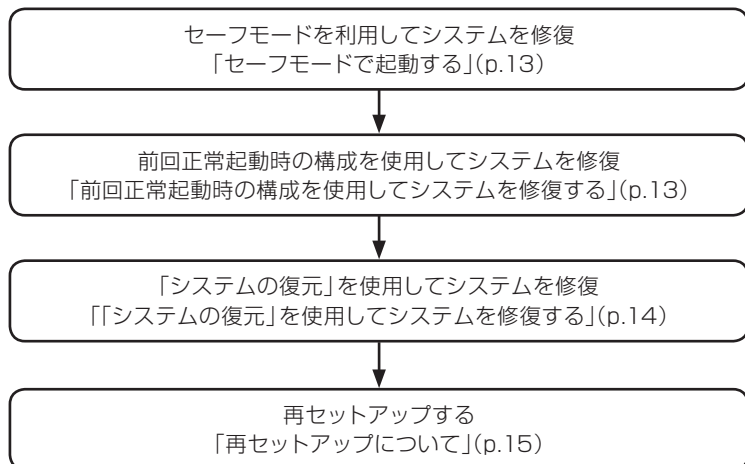 セーフモードを利用してシステムを修復
「セーフモードで起動する」(p.13)
前回正常起動時の構成を使用してシステムを修復
「前回正常起動時の構成を使用してシステムを修復する」(p.13)
「システムの復元」を使用してシステムを修復
「「システムの復元」を使用してシステムを修復する」(p.14)
再セットアップする
「再セットアップについて」(p.15)